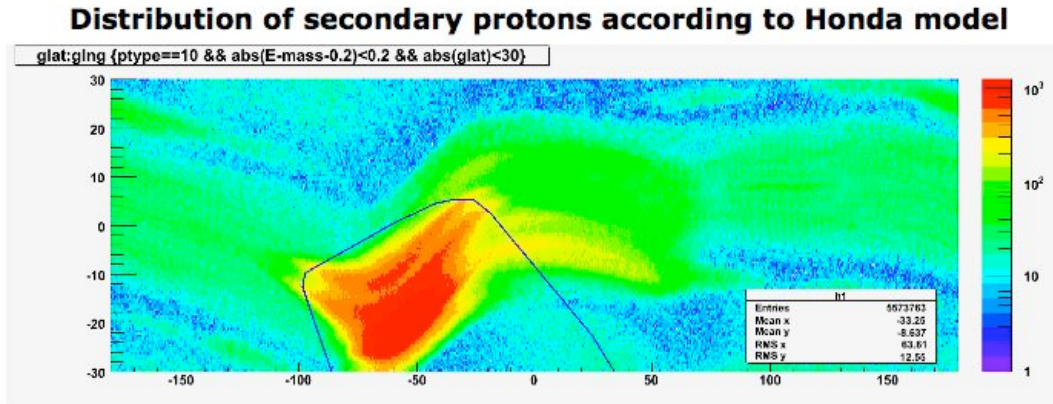 Distribution of secondary protons according to Honda model
glat:glng {ptype==10 && abs(E-mass-0.2)<0.2 && abs(glat)<30}
30
20
10
0
-10
-20
-30
-150
-100
-50
0
50
100
150
10³
10²
10
1
h1
Entries 5573763
Mean x -33.25
Mean y -8.637
RMS x 63.61
RMS y 12.55